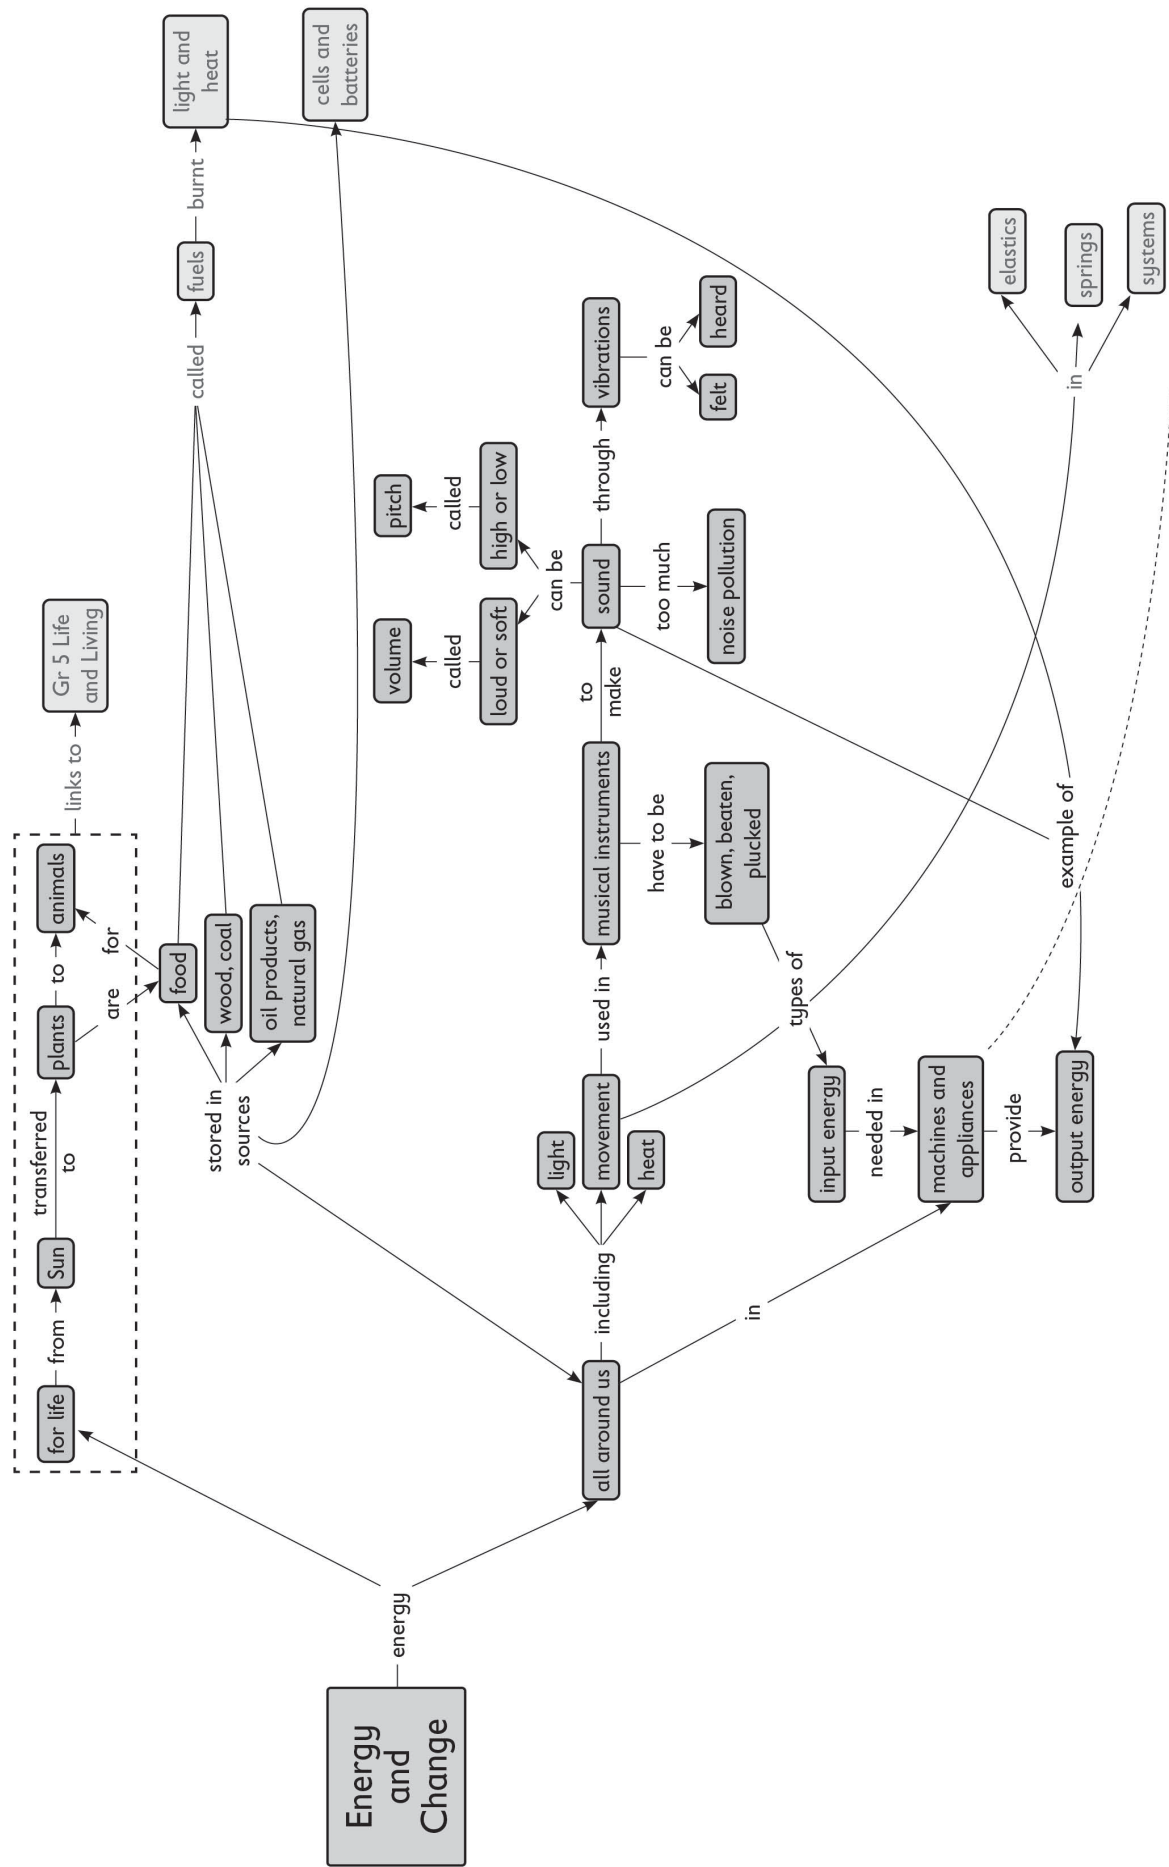 Energy
and
Change
energy
for life
from
Sun
transferred
to
plants
to
animals
are
for
links to
Gr 5 Life
and Living
food
wood, coal
oil products,
natural gas
stored in
sources
called
fuels
burnt
light and
heat
cells and
batteries
all around us
including
light
movement
heat
used in
musical instruments
to
make
sound
through
vibrations
can be
felt
heard
can be
loud or soft
called
volume
high or low
called
pitch
too much
noise pollution
have to be
blown, beaten,
plucked
types of
input energy
needed in
machines and
appliances
provide
output energy
in
example of
in
elastics
springs
systems